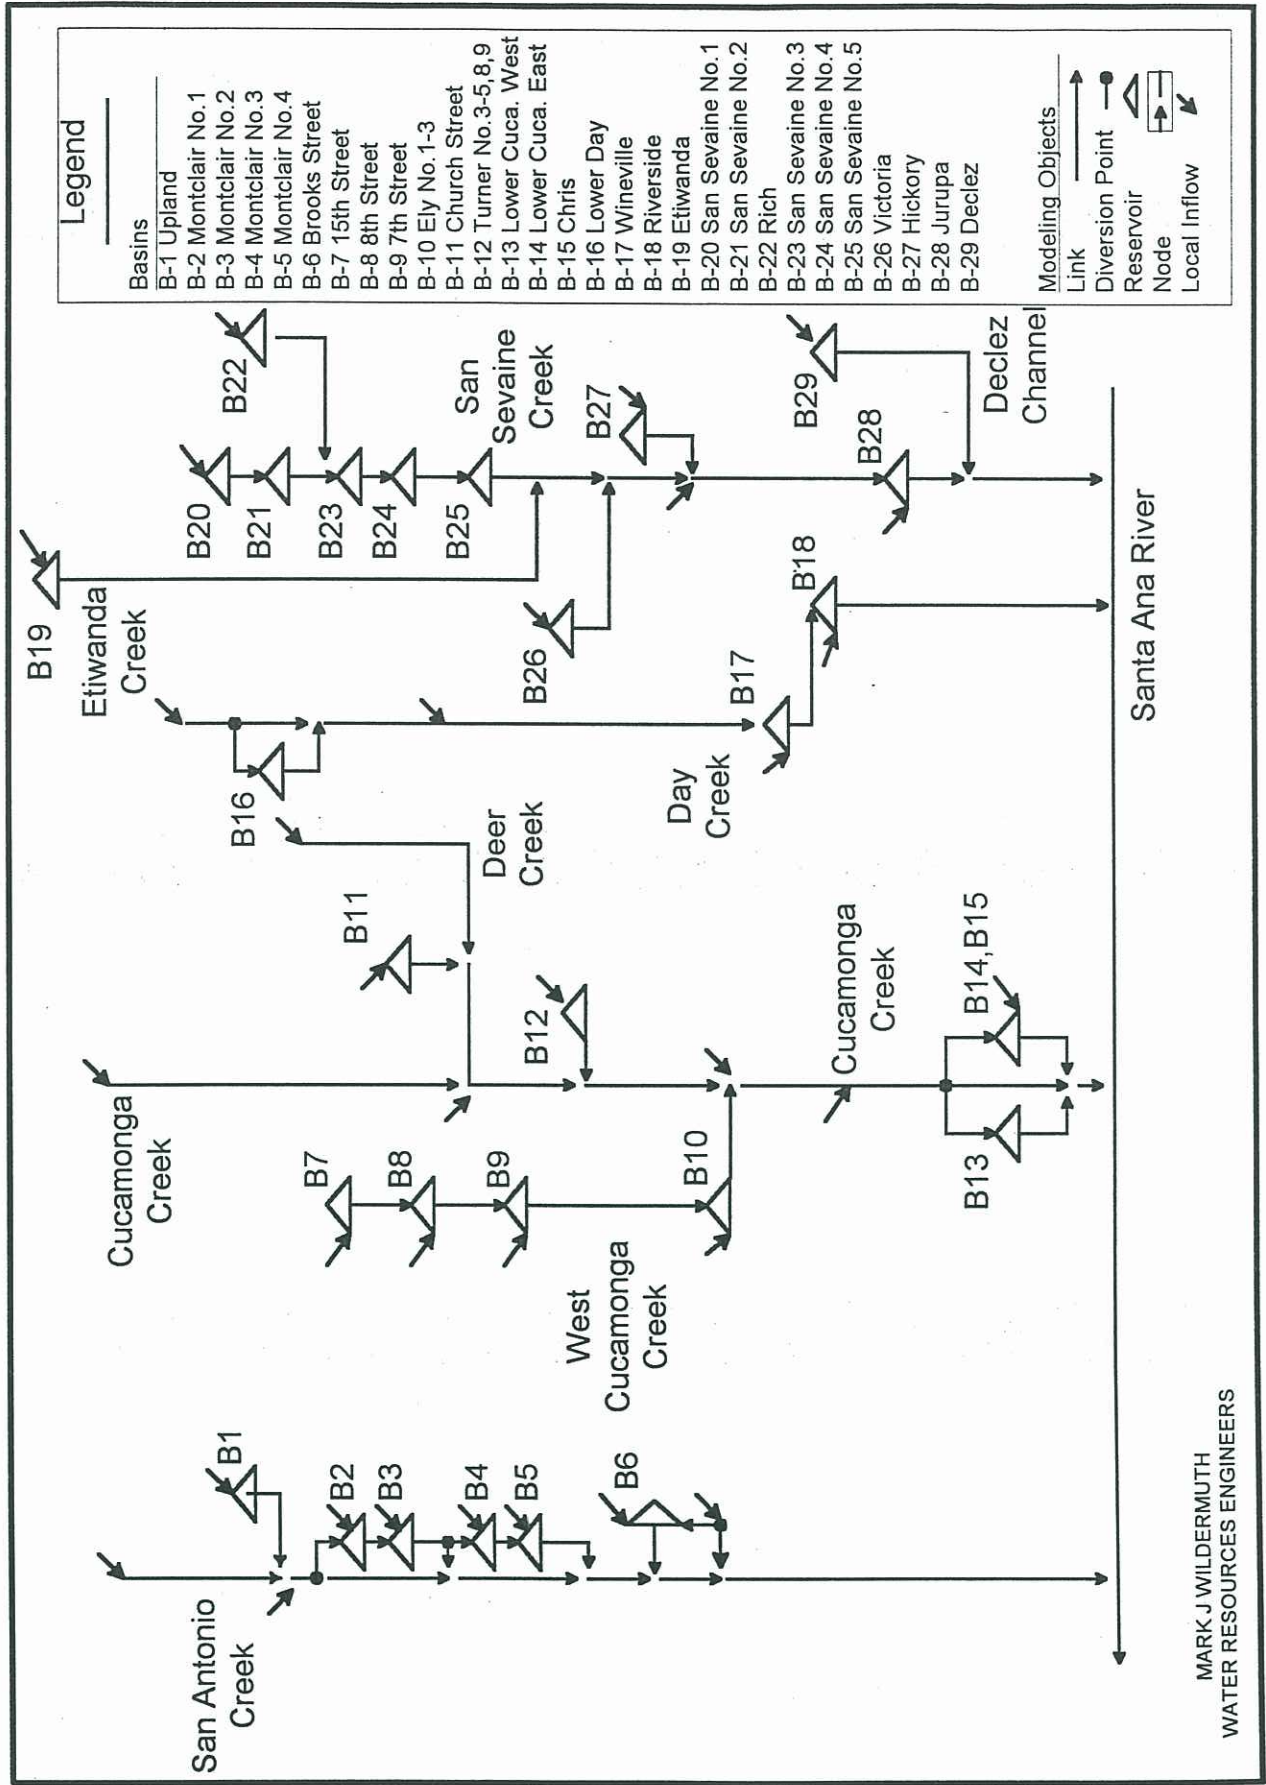 Legend
Basins
B-1 Upland
B-2 Montclair No.1
B-3 Montclair No.2
B-4 Montclair No.3
B-5 Montclair No.4
B-6 Brooks Street
B-7 15th Street
B-8 8th Street
B-9 7th Street
B-10 Ely No.1-3
B-11 Church Street
B-12 Turner No.3-5,8,9
B-13 Lower Cuca. West
B-14 Lower Cuca. East
B-15 Chris
B-16 Lower Day
B-17 Wineville
B-18 Riverside
B-19 Etiwanda
B-20 San Sevaine No.1
B-21 San Sevaine No.2
B-22 Rich
B-23 San Sevaine No.3
B-24 San Sevaine No.4
B-25 San Sevaine No.5
B-26 Victoria
B-27 Hickory
B-28 Jurupa
B-29 Declez
Modeling Objects
Link
Diversion Point
Reservoir
Node
Local Inflow
San Antonio
Creek
B1
B2
B3
B4
B5
B6
Cucamonga
Creek
B7
B8
B9
B10
West
Cucamonga
Creek
B11
B12
Deer
Creek
Cucamonga
Creek
B13
B14,B15
B16
Etiwanda
Creek
Day
Creek
B17
B18
B19
B20
B21
B22
B23
B24
B25
San
Sevaine
Creek
B26
B27
B28
B29
Declez
Channel
Santa Ana River
MARK J WILDERMUTH
WATER RESOURCES ENGINEERS